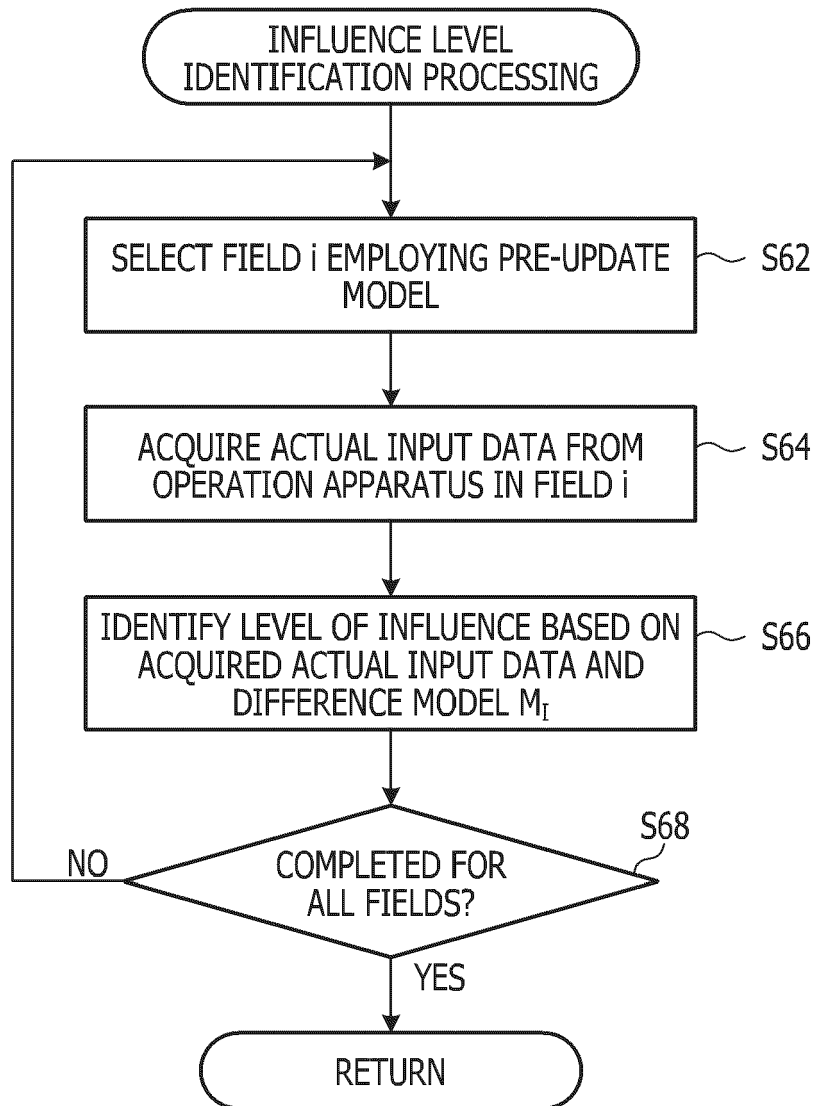 INFLUENCE LEVEL
IDENTIFICATION PROCESSING
SELECT FIELD i EMPLOYING PRE-UPDATE
MODEL
S62
ACQUIRE ACTUAL INPUT DATA FROM
OPERATION APPARATUS IN FIELD i
S64
IDENTIFY LEVEL OF INFLUENCE BASED ON
ACQUIRED ACTUAL INPUT DATA AND
DIFFERENCE MODEL MI
S66
S68
NO
COMPLETED FOR
ALL FIELDS?
YES
RETURN